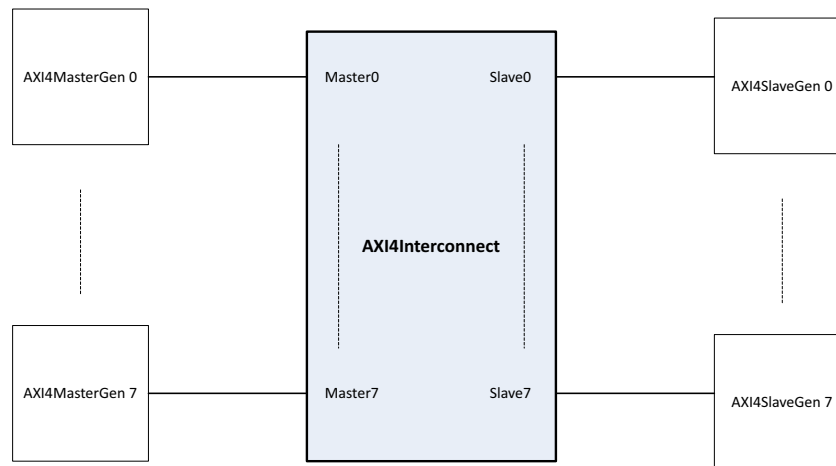 AXI4MasterGen 0
Master0
Slave0
AXI4SlaveGen 0
AXI4Interconnect
AXI4MasterGen 7
Master7
Slave7
AXI4SlaveGen 7